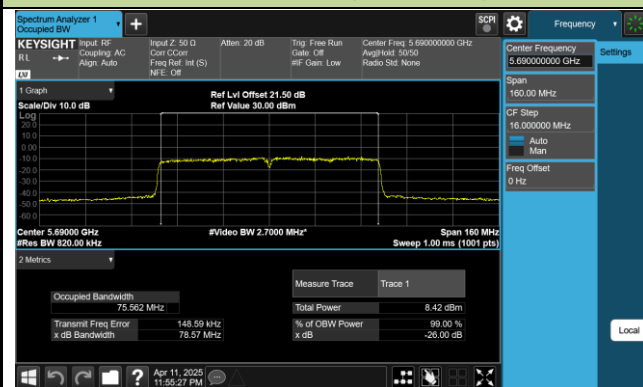 Spectrum Analyzer 1
Occupied BW
SCPI
Frequency
KEYSIGHT
RL
LXI
Input: RF
Coupling: AC
Align: Auto
Input Z: 50 Ω
Corr CCorr
Freq Ref: Int (S)
NFE: Off
Atten: 20 dB
Trig: Free Run
Gate: Off
#IF Gain: Low
Center Freq: 5.690000000 GHz
Avg|Hold: 50/50
Radio Std: None
Center Frequency
5.690000000 GHz
Settings
Span
160.00 MHz
CF Step
16.000000 MHz
Auto
Man
Freq Offset
0 Hz
Local
1 Graph
Scale/Div 10.0 dB
Ref Lvl Offset 21.50 dB
Ref Value 30.00 dBm
Log
20.0
10.0
0.00
-10.0
-20.0
-30.0
-40.0
-50.0
-60.0
Center 5.69000 GHz
#Res BW 820.00 kHz
#Video BW 2.7000 MHz*
Span 160 MHz
Sweep 1.00 ms (1001 pts)
2 Metrics
Measure Trace Trace 1
Occupied Bandwidth
75.562 MHz
Total Power 8.42 dBm
Transmit Freq Error 148.59 kHz
% of OBW Power 99.00 %
x dB Bandwidth 78.57 MHz
x dB -26.00 dB
?
Apr 11, 2025
11:55:27 PM